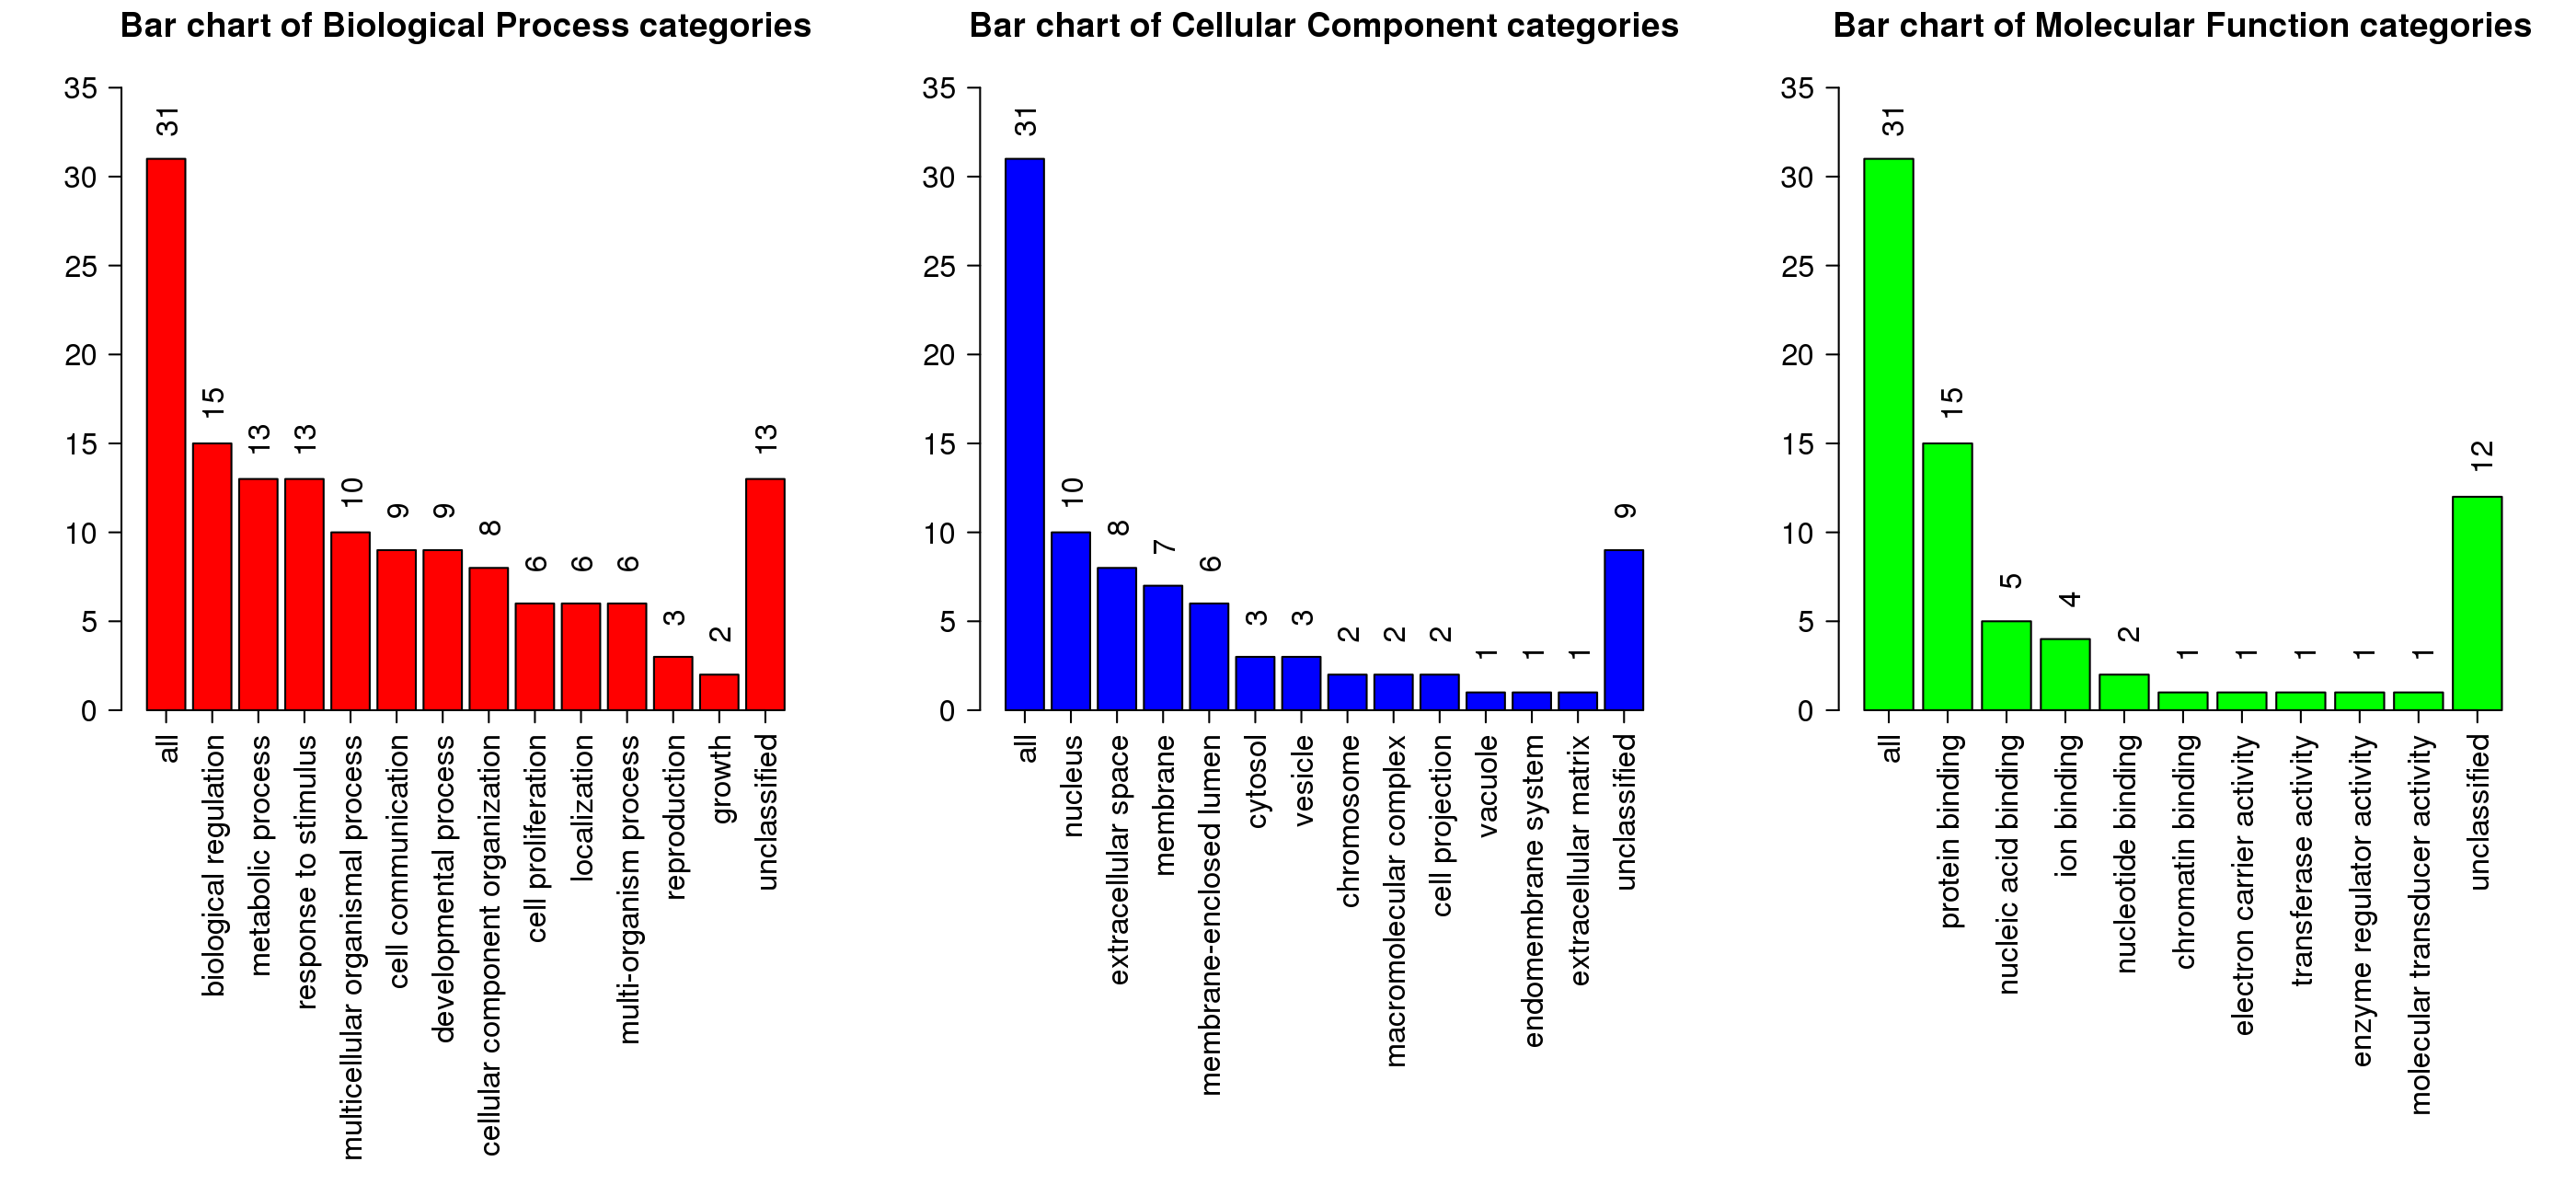 Bar chart of Biological Process categories
35
30
25
20
15
10
5
0
31
15
13
13
10
9
9
8
6
6
6
3
2
13
all
biological regulation
metabolic process
response to stimulus
multicellular organismal process
cell communication
developmental process
cellular component organization
cell proliferation
localization
multi-organism process
reproduction
growth
unclassified
Bar chart of Cellular Component categories
35
30
25
20
15
10
5
0
31
10
8
7
6
3
3
2
2
2
1
1
1
9
all
nucleus
extracellular space
membrane
membrane-enclosed lumen
cytosol
vesicle
chromosome
macromolecular complex
cell projection
vacuole
endomembrane system
extracellular matrix
unclassified
Bar chart of Molecular Function categories
35
30
25
20
15
10
5
0
31
15
5
4
2
1
1
1
1
1
12
all
protein binding
nucleic acid binding
ion binding
nucleotide binding
chromatin binding
electron carrier activity
transferase activity
enzyme regulator activity
molecular transducer activity
unclassified